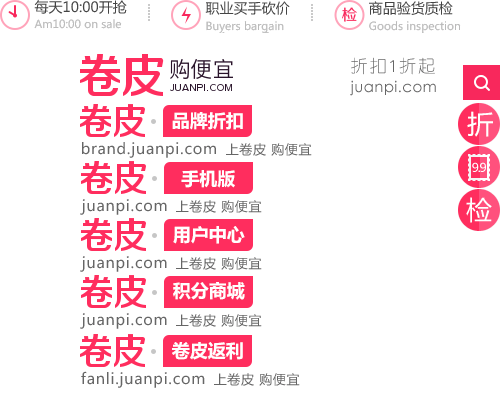 每天10:00开抢 职业买手砍价 商品验货质检
Am10:00 on sale Buyers bargain 检 Goods inspection
卷皮 购便宜 折扣1折起
JUANPI.COM juanpi.com
卷皮·品牌折扣 折
brand.juanpi.com 上卷皮 购便宜
卷皮·手机版 9.9
juanpi.com 上卷皮 购便宜 检
卷皮·用户中心
juanpi.com 上卷皮 购便宜
卷皮·积分商城
juanpi.com 上卷皮 购便宜
卷皮·卷皮返利
fanli.juanpi.com 上卷皮 购便宜